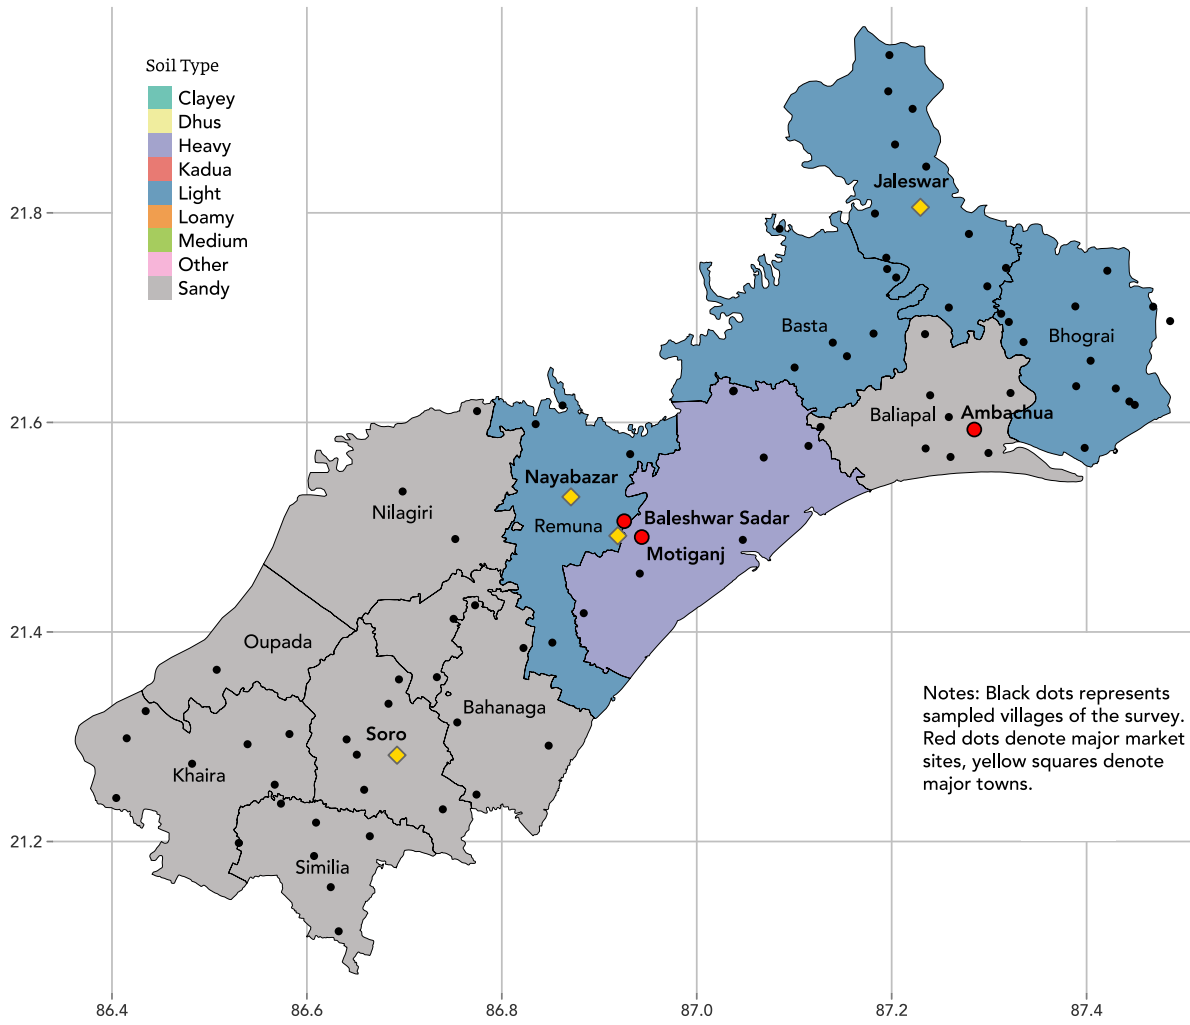 Soil Type
Clayey
Dhus
Heavy
Kadua
Light
Loamy
Medium
Other
Sandy
21.8
21.6
21.4
21.2
Jaleswar
Basta
Bhograi
Baliapal
Ambachua
Nayabazar
Nilagiri
Remuna
Baleshwar Sadar
Motiganj
Oupada
Bahanaga
Soro
Khaira
Similia
Notes: Black dots represents
sampled villages of the survey.
Red dots denote major market
sites, yellow squares denote
major towns.
86.4
86.6
86.8
87.0
87.2
87.4